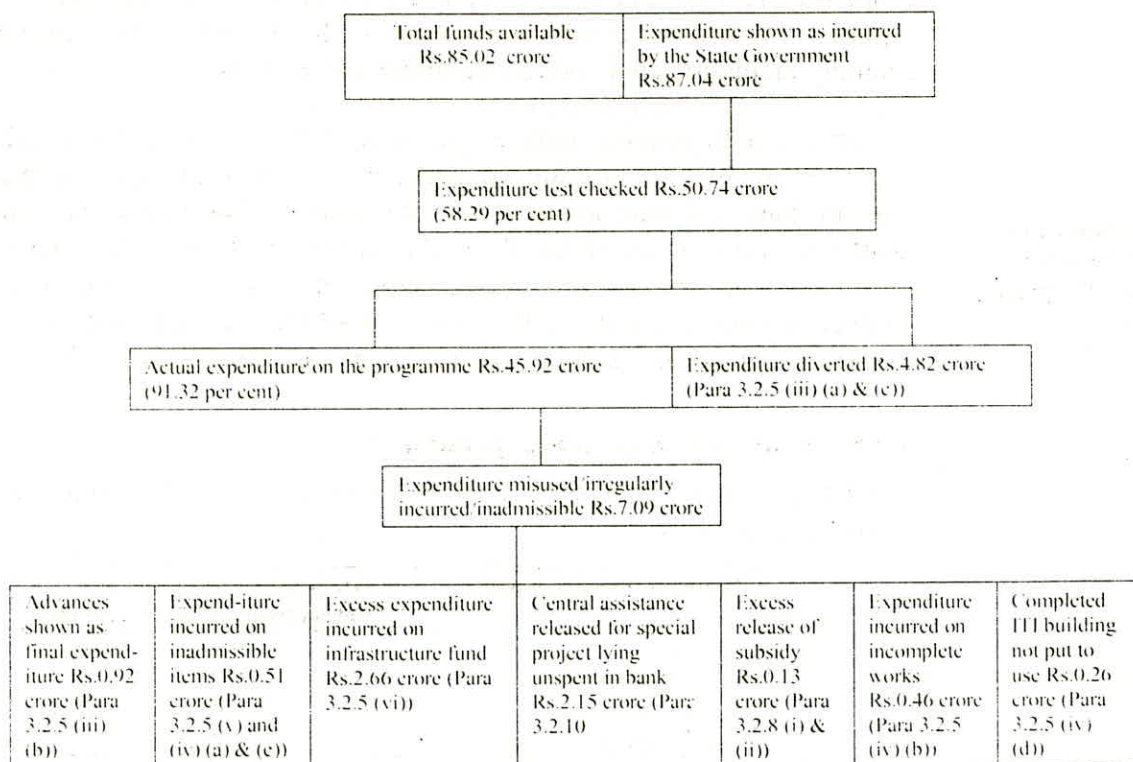 Total funds available
Rs.85.02 crore
Expenditure shown as incurred
by the State Government
Rs.87.04 crore
Expenditure test checked Rs.50.74 crore
(58.29 per cent)
Actual expenditure on the programme Rs.45.92 crore
(91.32 per cent)
Expenditure diverted Rs.4.82 crore
(Para 3.2.5 (iii) (a) & (c))
Expenditure misused/irregularly
incurred/inadmissible Rs.7.09 crore
Advances
shown as
final expend-
iture Rs.0.92
crore (Para
3.2.5 (iii)
(b))
Expend-iture
incurred on
inadmissible
items Rs.0.51
crore (Para
3.2.5 (v) and
(iv) (a) & (c))
Excess expenditure
incurred on
infrastructure fund
Rs.2.66 crore (Para
3.2.5 (vi))
Central assistance
released for special
project lying
unspent in bank
Rs.2.15 crore (Para
3.2.10
Excess
release of
subsidy
Rs.0.13
crore (Para
3.2.8 (i) &
(ii))
Expenditure
incurred on
incomplete
works
Rs.0.46 crore
(Para 3.2.5
(iv) (b))
Completed
ITI building
not put to
use Rs.0.26
crore (Para
3.2.5 (iv)
(d))